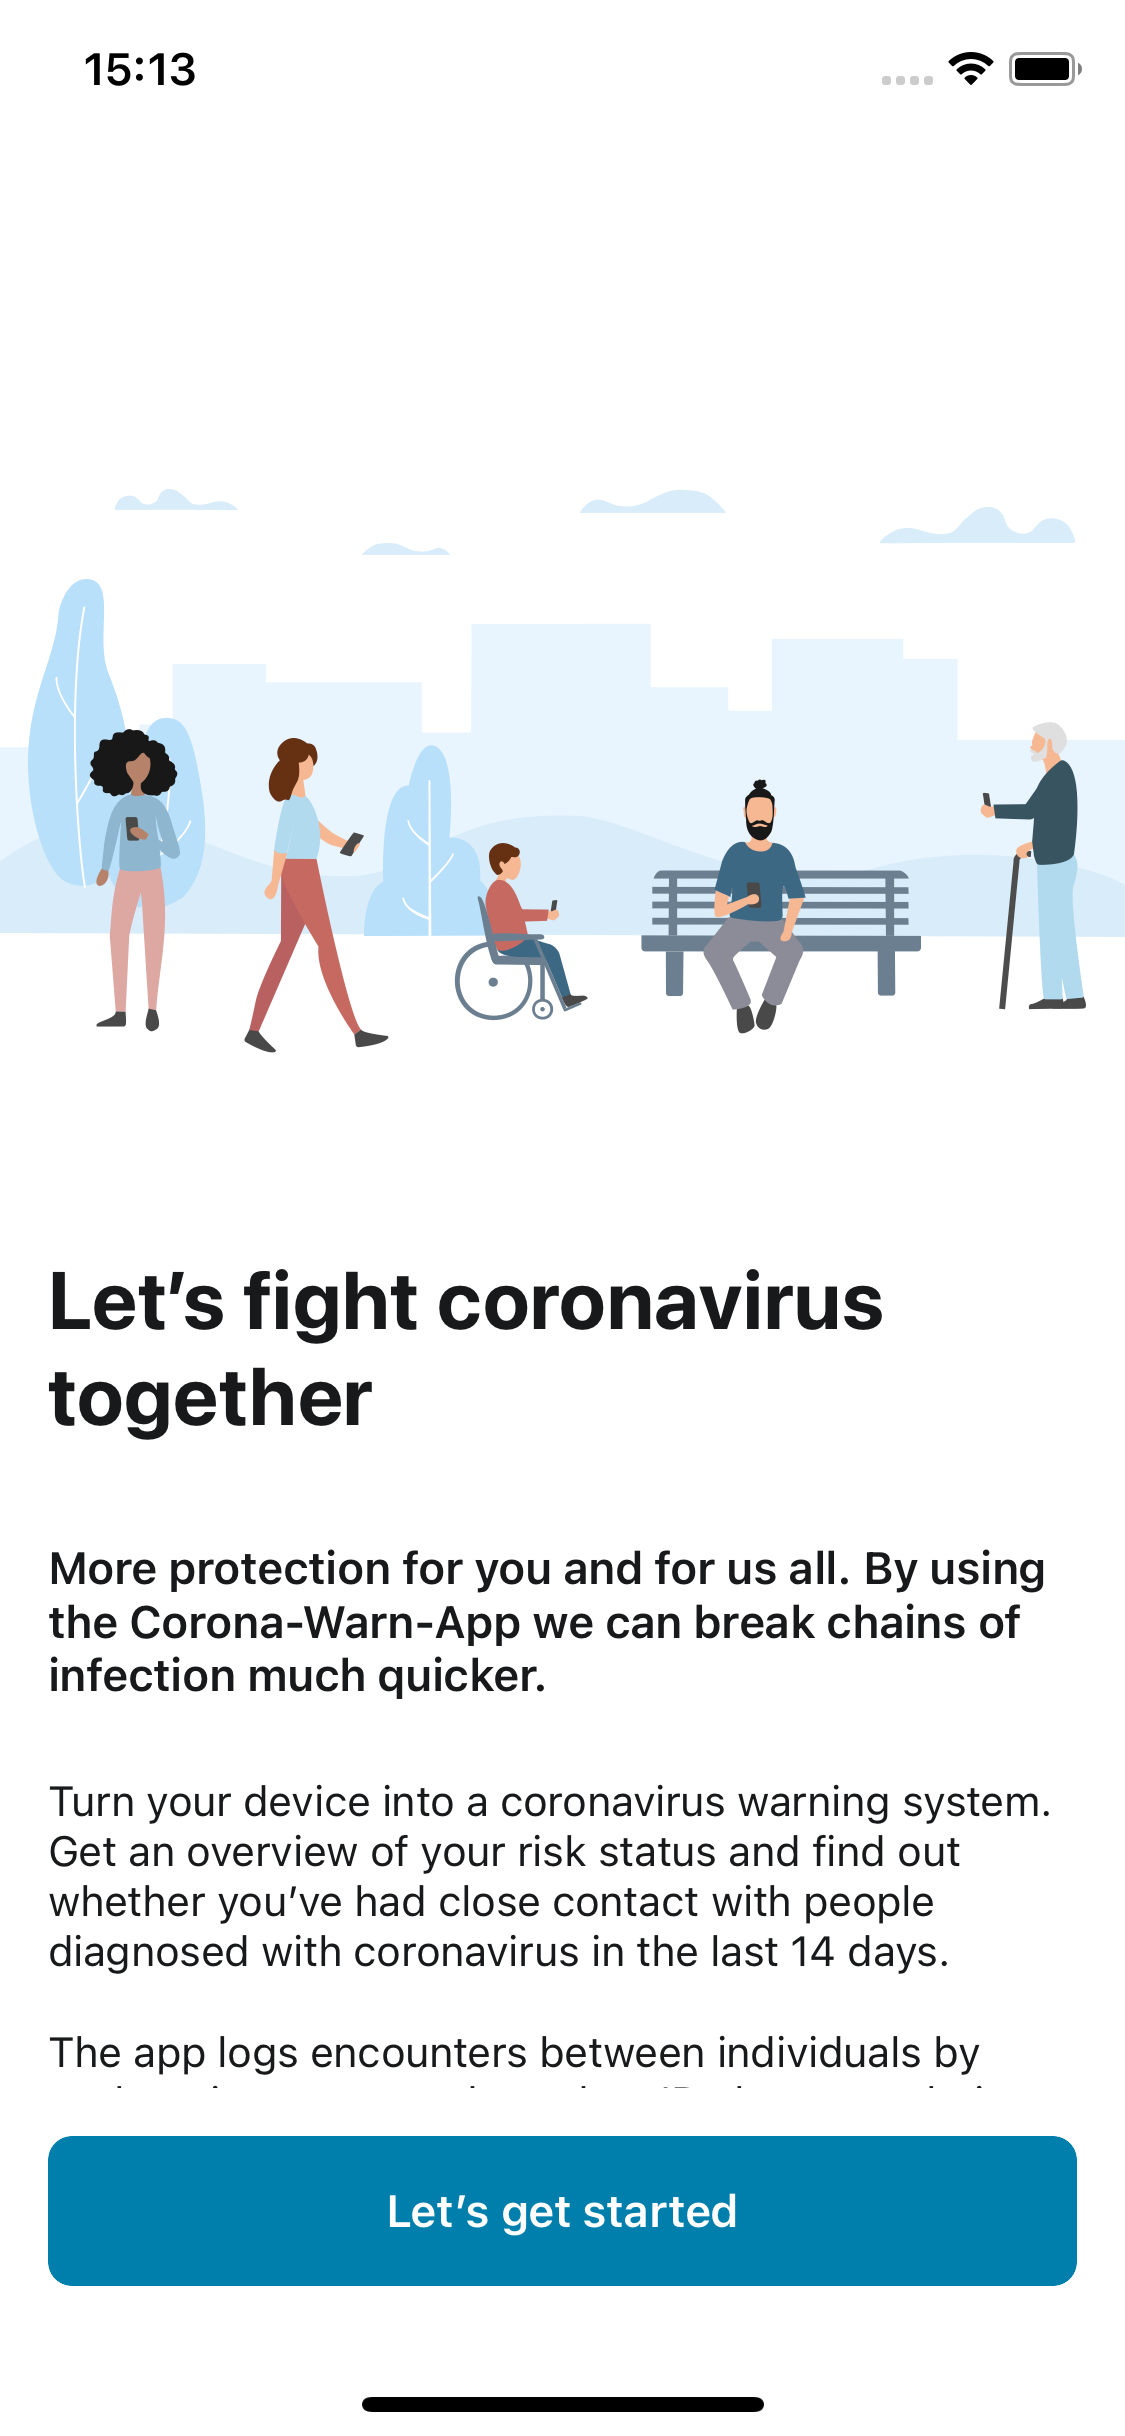 15:13
Let’s fight coronavirus
together
More protection for you and for us all. By using
the Corona-Warn-App we can break chains of
infection much quicker.
Turn your device into a coronavirus warning system.
Get an overview of your risk status and find out
whether you’ve had close contact with people
diagnosed with coronavirus in the last 14 days.
The app logs encounters between individuals by
Let’s get started